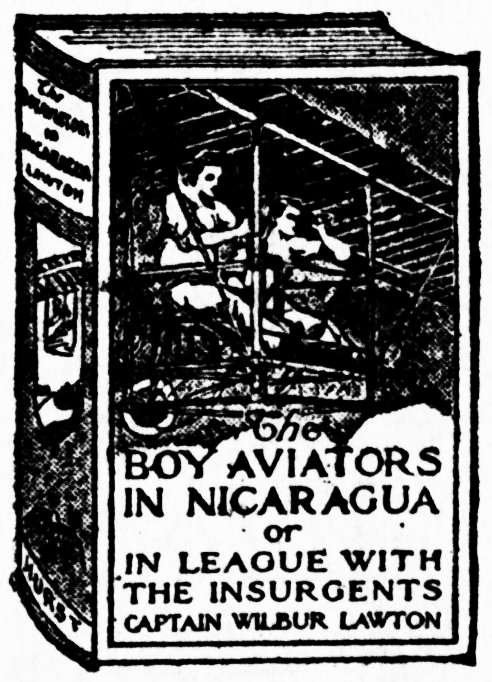 The
BOY AVIATORS
IN
NICARAGUA
LAWTON
HURST
The
BOY AVIATORS
IN NICARAGUA
or
IN LEAGUE WITH
THE INSURGENTS
CAPTAIN WILBUR LAWTON